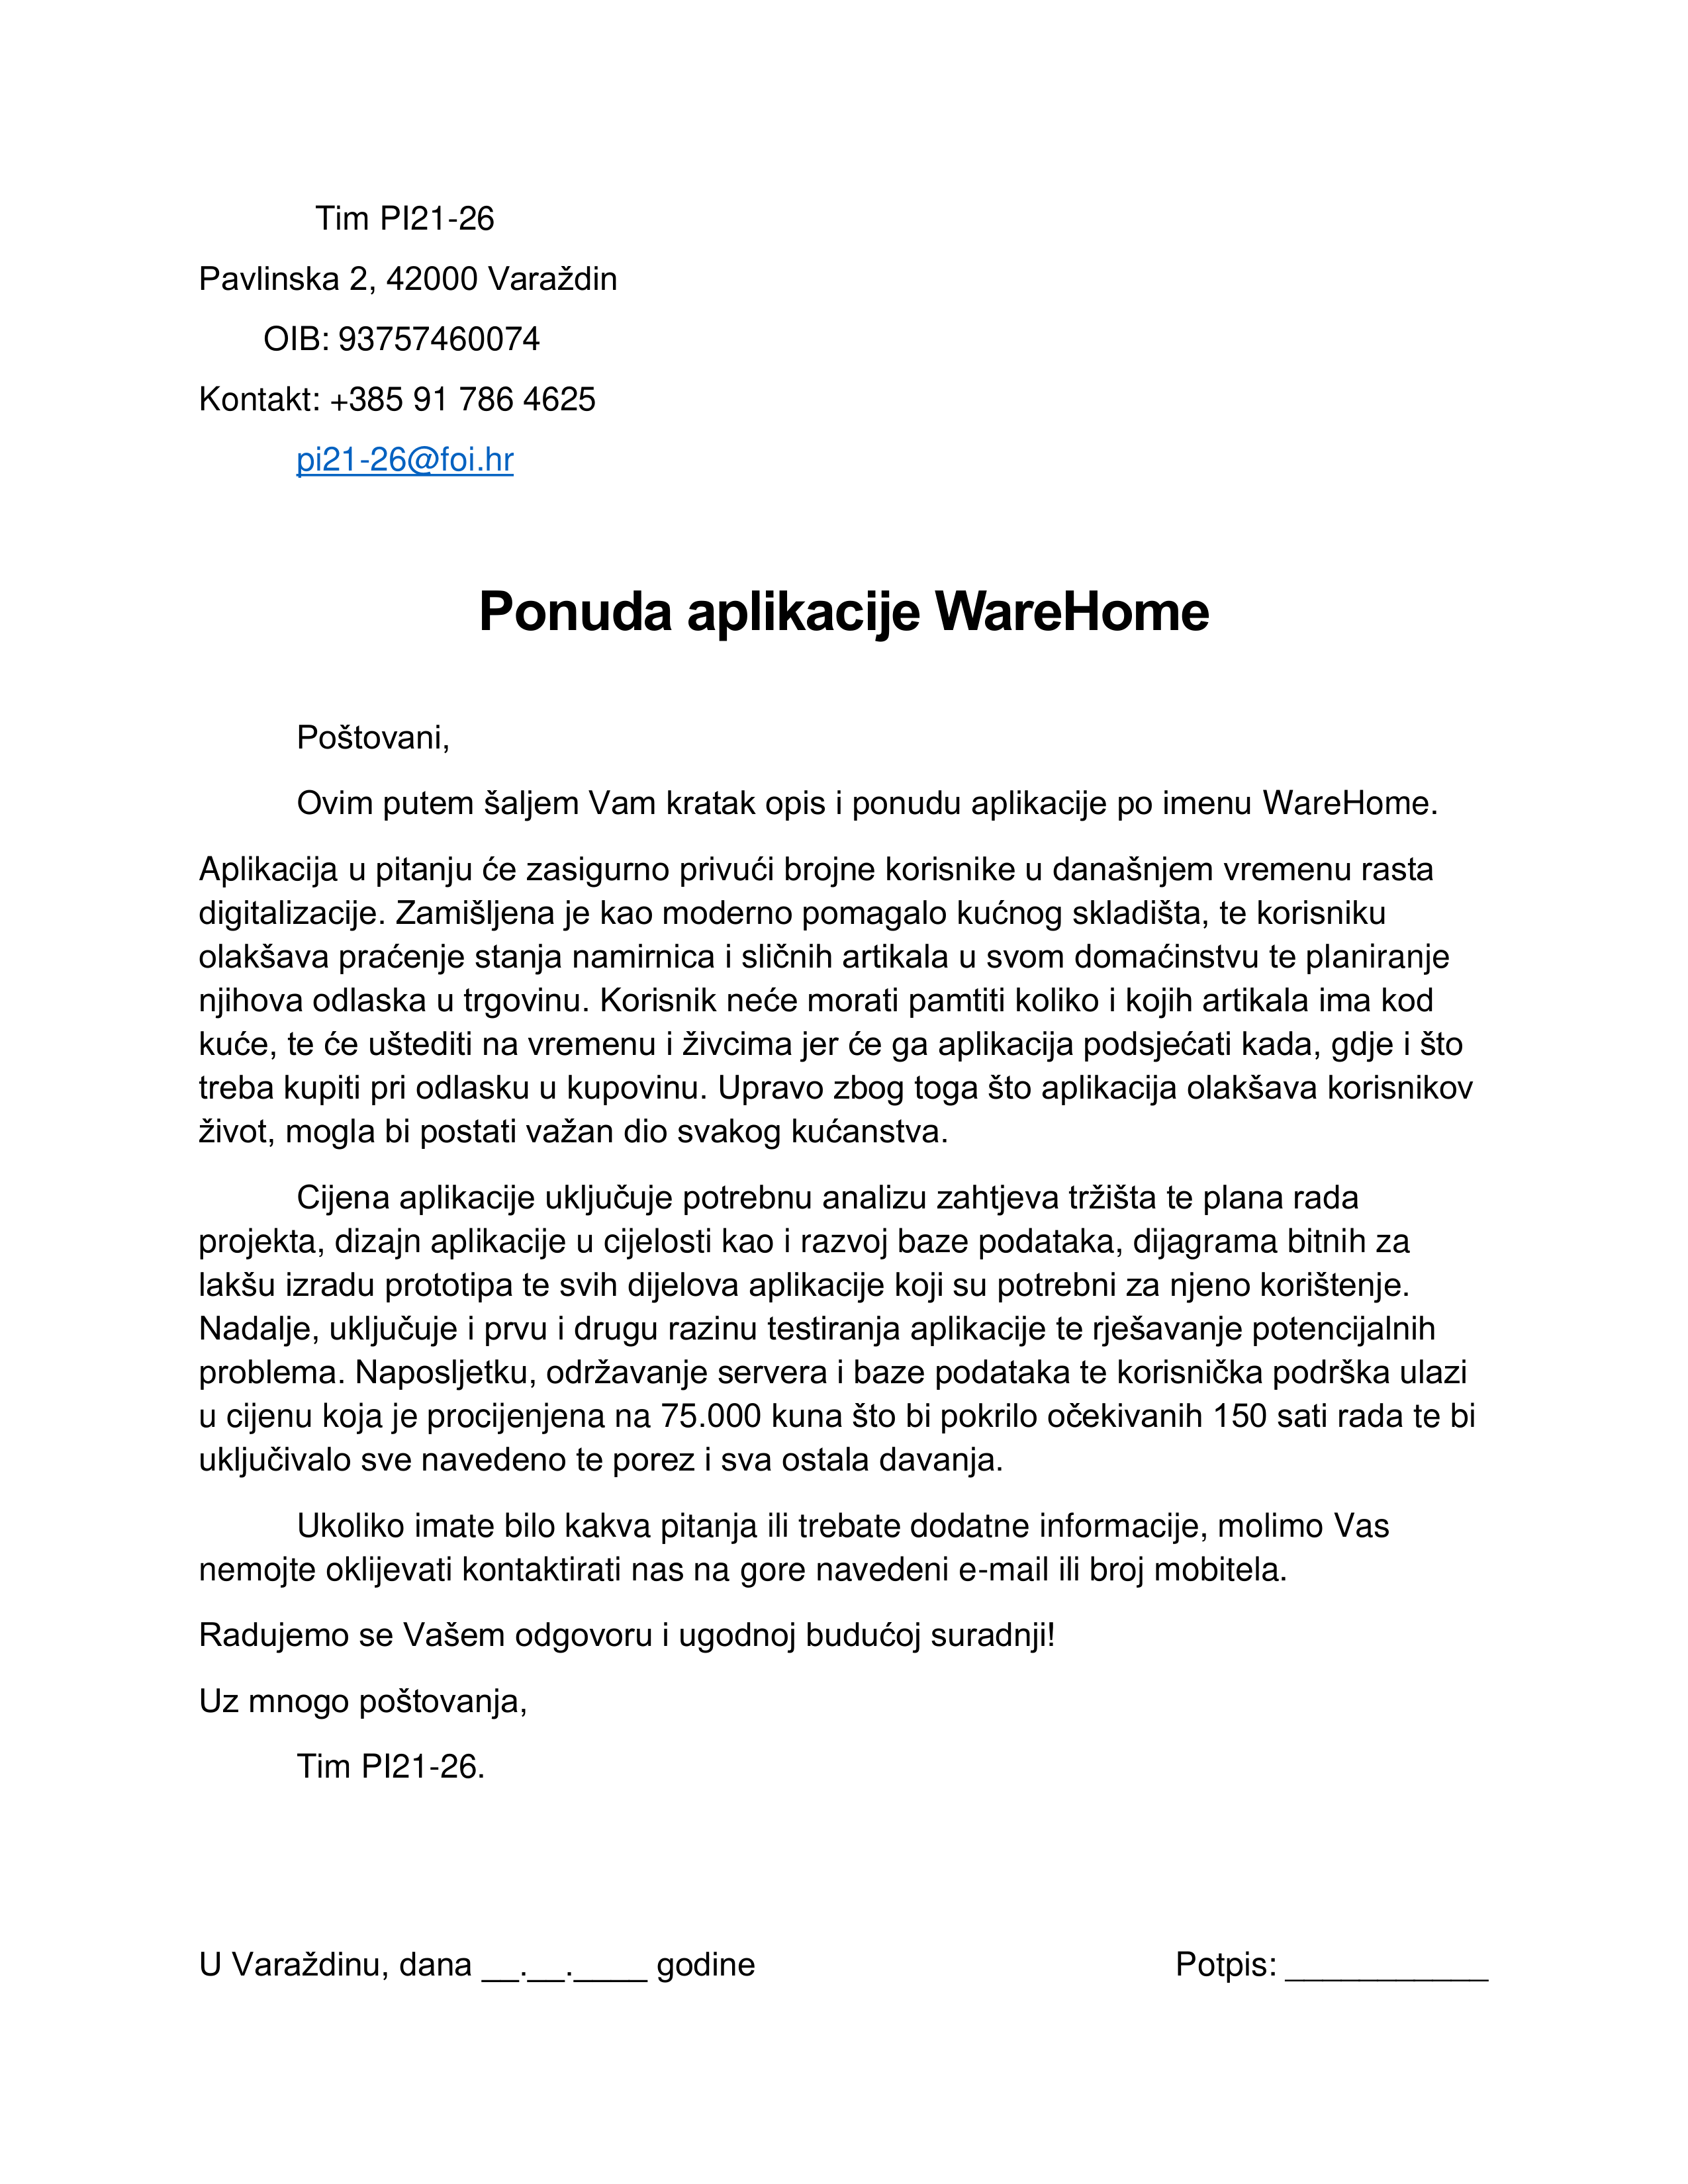 Tim PI21-26
Pavlinska 2, 42000 Varaždin
OIB: 93757460074
Kontakt: +385 91 786 4625
pi21-26@foi.hr
Ponuda aplikacije WareHome
Poštovani,
Ovim putem šaljem Vam kratak opis i ponudu aplikacije po imenu WareHome.
Aplikacija u pitanju će zasigurno privući brojne korisnike u današnjem vremenu rasta
digitalizacije. Zamišljena je kao moderno pomagalo kućnog skladišta, te korisniku
olakšava praćenje stanja namirnica i sličnih artikala u svom domaćinstvu te planiranje
njihova odlaska u trgovinu. Korisnik neće morati pamtiti koliko i kojih artikala ima kod
kuće, te će uštediti na vremenu i živcima jer će ga aplikacija podsjećati kada, gdje i što
treba kupiti pri odlasku u kupovinu. Upravo zbog toga što aplikacija olakšava korisnikov
život, mogla bi postati važan dio svakog kućanstva.
Cijena aplikacije uključuje potrebnu analizu zahtjeva tržišta te plana rada
projekta, dizajn aplikacije u cijelosti kao i razvoj baze podataka, dijagrama bitnih za
lakšu izradu prototipa te svih dijelova aplikacije koji su potrebni za njeno korištenje.
Nadalje, uključuje i prvu i drugu razinu testiranja aplikacije te rješavanje potencijalnih
problema. Naposljetku, održavanje servera i baze podataka te korisnička podrška ulazi
u cijenu koja je procijenjena na 75.000 kuna što bi pokrilo očekivanih 150 sati rada te bi
uključivalo sve navedeno te porez i sva ostala davanja.
Ukoliko imate bilo kakva pitanja ili trebate dodatne informacije, molimo Vas
nemojte oklijevati kontaktirati nas na gore navedeni e-mail ili broj mobitela.
Radujemo se Vašem odgovoru i ugodnoj budućoj suradnji!
Uz mnogo poštovanja,
Tim PI21-26.
U Varaždinu, dana __.__.____ godine Potpis: ___________